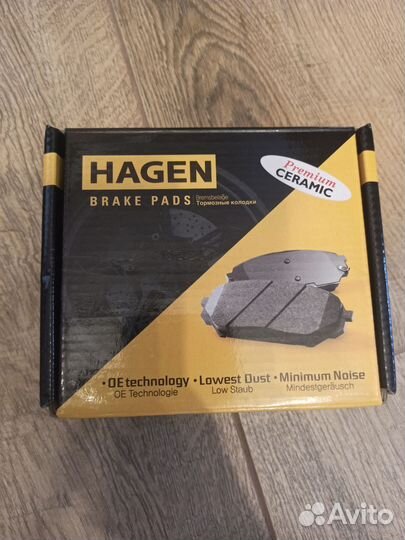 HAGEN
Premium
CERAMIC
BRAKE PADS
Bremsbeläge
Тормозные колодки
• OE technology • Lowest Dust • Minimum Noise
OE Technologie Low Staub Mindestgeräusch
Avito